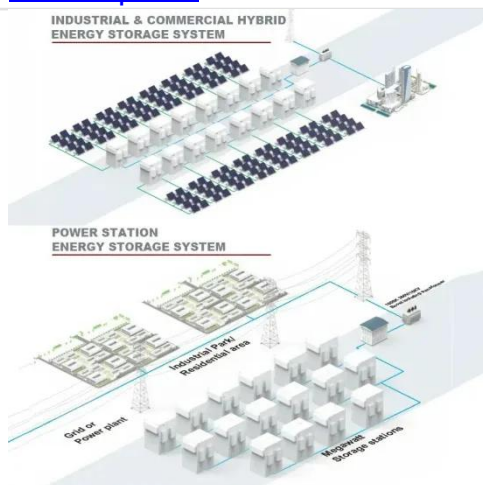 INDUSTRIAL & COMMERCIAL HYBRID
ENERGY STORAGE SYSTEM
POWER STATION
ENERGY STORAGE SYSTEM
Industrial Park/
Residential area
Grid or
Power plant
Megawatt
Storage stations